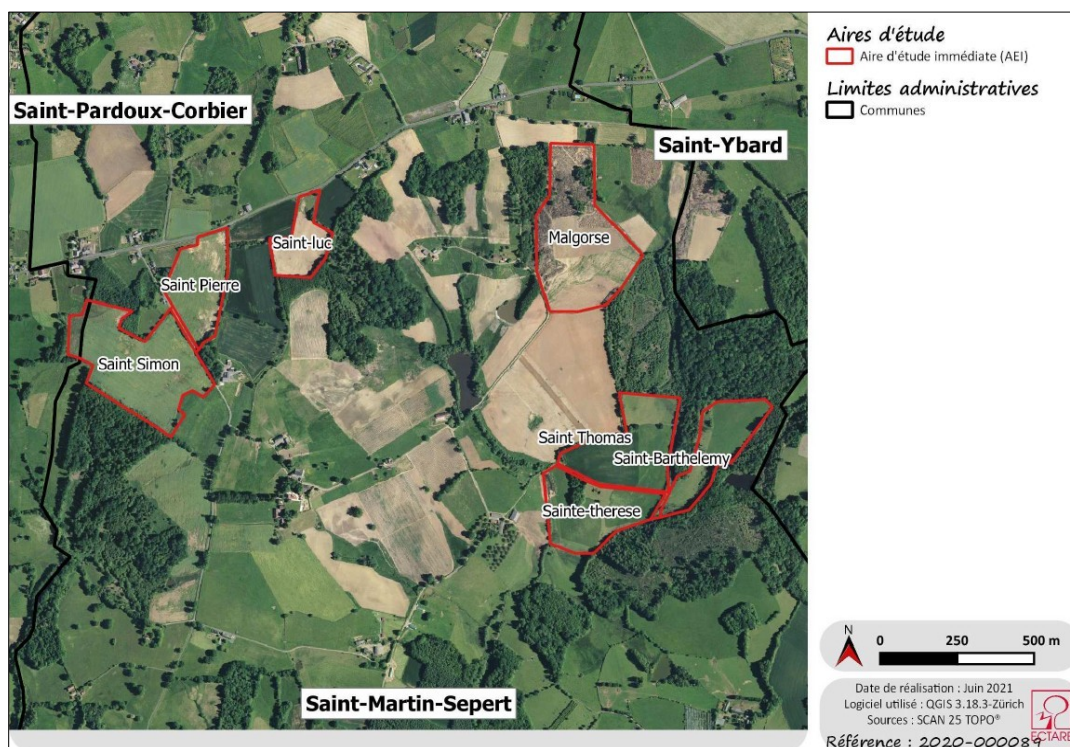 Saint-Pardoux-Corbier
Saint-Ybard
Saint-luc
Malgorse
Saint Pierre
Saint Simon
Saint Thomas
Saint-Barthelemy
Sainte-therese
Saint-Martin-Sepert
Aires d'étude
Aire d'étude immédiate (AEI)
Limites administratives
Communes
N
0 250 500 m
Date de réalisation : Juin 2021
Logiciel utilisé : QGIS 3.18.3-Zürich
Sources : SCAN 25 TOPO®
Référence : 2020-000089
ECTARE